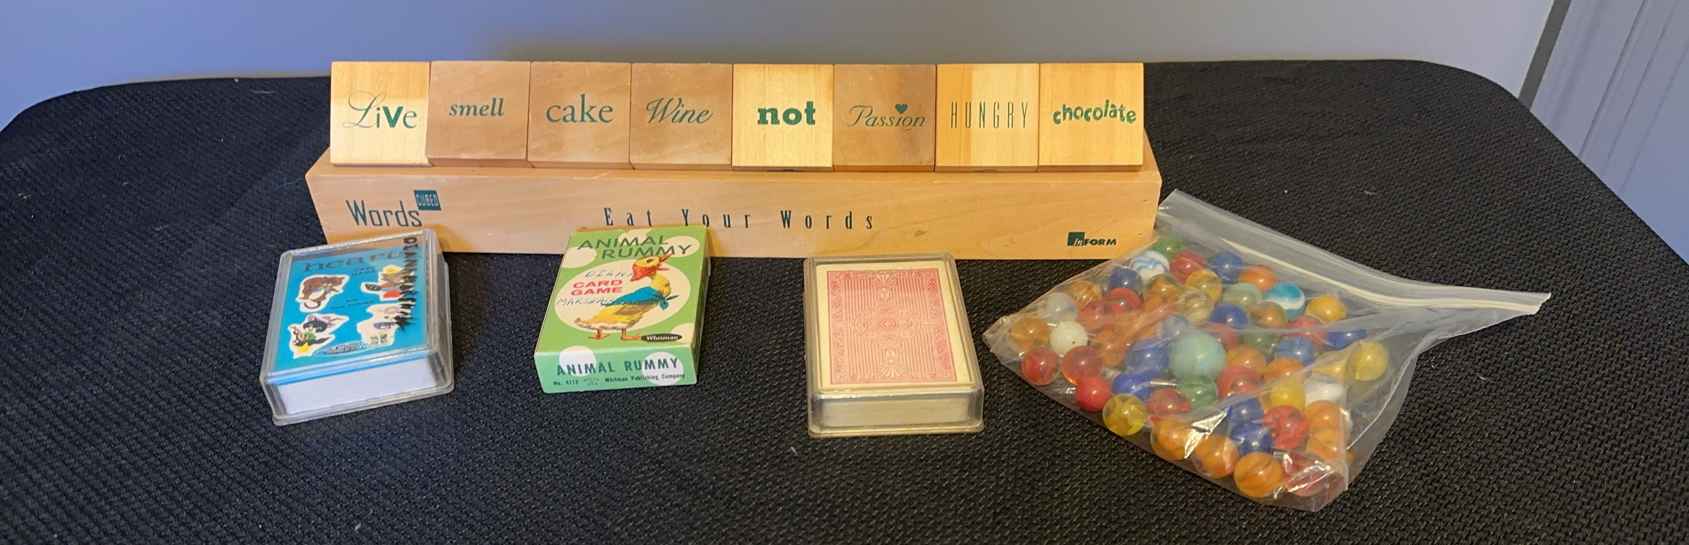 Live smell cake Wine not Passion HUNGRY chocolate
Words CUBED
Eat Your Words
inFORM
hearts
ANIMAL
RUMMY
CARD
GAME
Whitman
ANIMAL RUMMY
Whitman Publishing Company